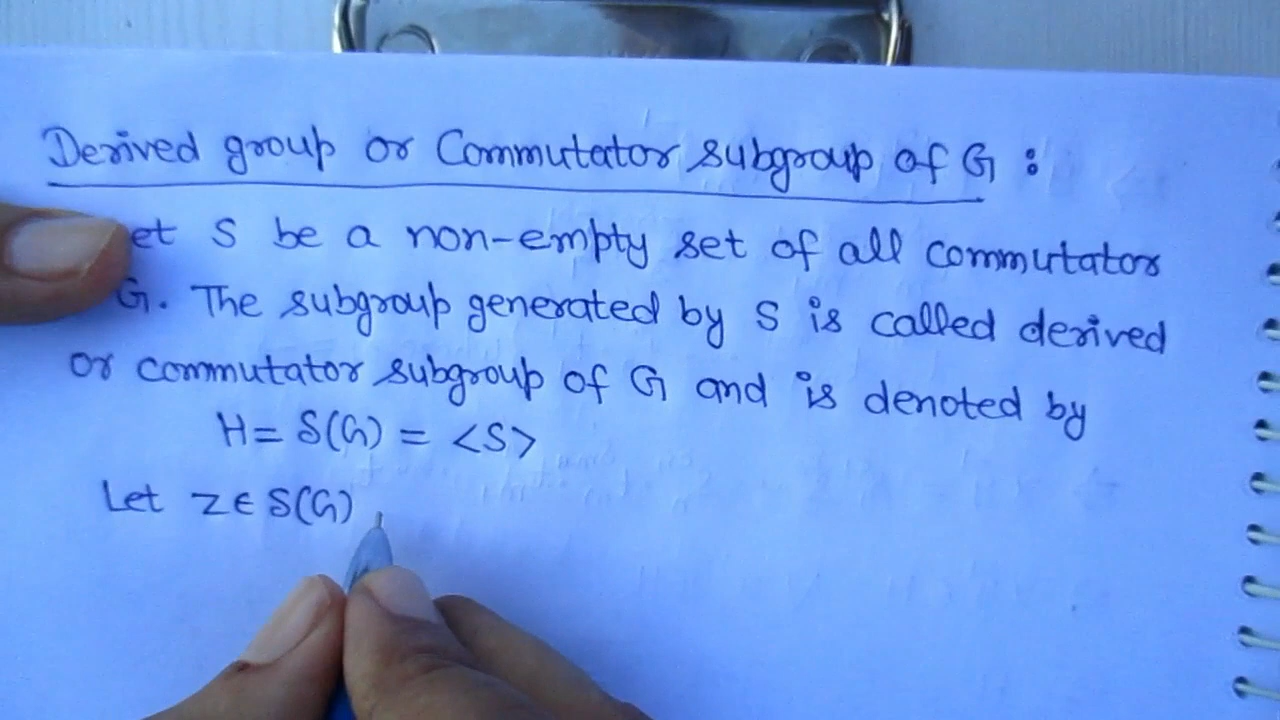 Derived group or Commutator subgroup of G :
et S be a non-empty set of all commutator
G. The subgroup generated by S is called derived
or commutator subgroup of G and is denoted by
H = δ(G) = <S>
Let z ∈ δ(G)